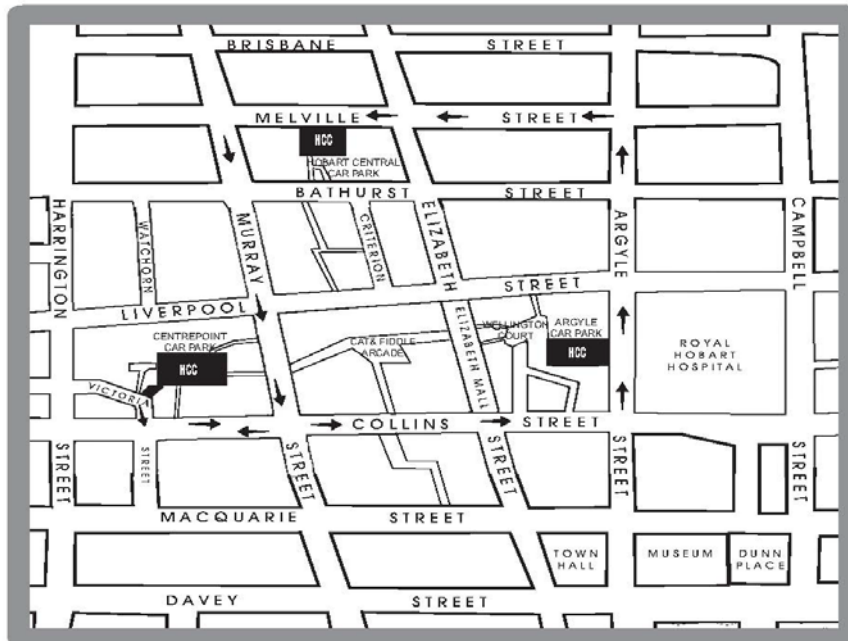 BRISBANE STREET
MELVILLE STREET
HCC
HOBART CENTRAL
CAR PARK
BATHURST STREET
HARRINGTON STREET
WATCHORN
MURRAY STREET
CRITERION
ELIZABETH STREET
ARGYLE STREET
CAMPBELL STREET
LIVERPOOL STREET
ELIZABETH MALL
CENTREPOINT
CAR PARK
HCC
CAT & FIDDLE
ARCADE
WELLINGTON
COURT
ARGYLE
CAR PARK
HCC
ROYAL
HOBART
HOSPITAL
VICTORIA STREET
COLLINS STREET
MACQUARIE STREET
TOWN
HALL
MUSEUM
DUNN
PLACE
DAVEY STREET